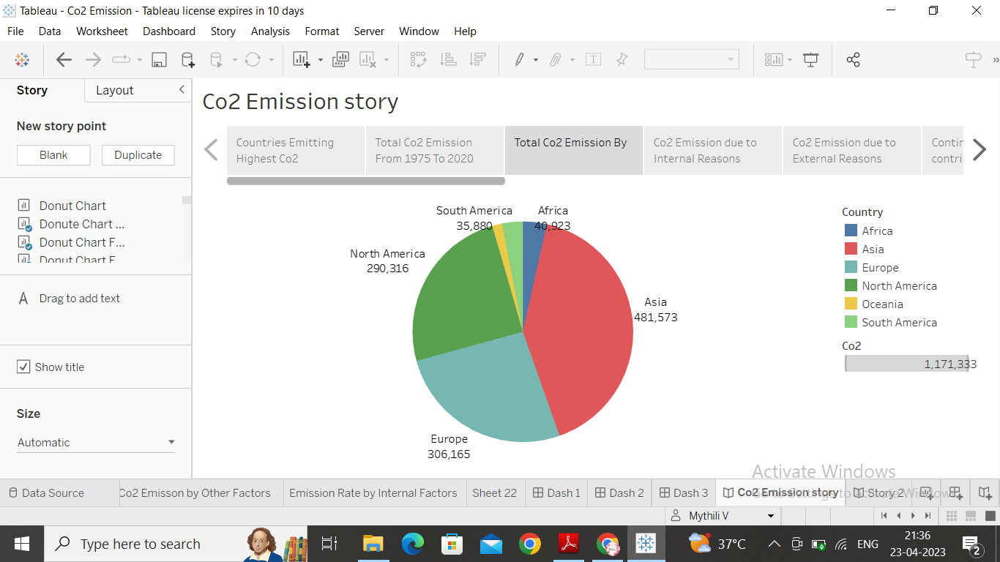 Tableau - Co2 Emission - Tableau license expires in 10 days
File Data Worksheet Dashboard Story Analysis Format Server Window Help
Story
Layout
New story point
Blank
Duplicate
Donut Chart
Donute Chart ...
Donut Chart F...
Donut Chart F
Drag to add text
Show title
Size
Automatic
Co2 Emission story
Countries Emitting
Highest Co2
Total Co2 Emission
From 1975 To 2020
Total Co2 Emission By
Co2 Emission due to
Internal Reasons
Co2 Emission due to
External Reasons
Contin
contri
South America
35,880
Africa
40,923
North America
290,316
Asia
481,573
Europe
306,165
Country
Africa
Asia
Europe
North America
Oceania
South America
Co2
1,171,333
Activate Windows
Go to Settings to activate Windows.
Data Source
Co2 Emisson by Other Factors
Emission Rate by Internal Factors
Sheet 22
Dash 1
Dash 2
Dash 3
Co2 Emission story
Story 2
Mythili V
Type here to search
37°C
ENG
21:36
23-04-2023
2